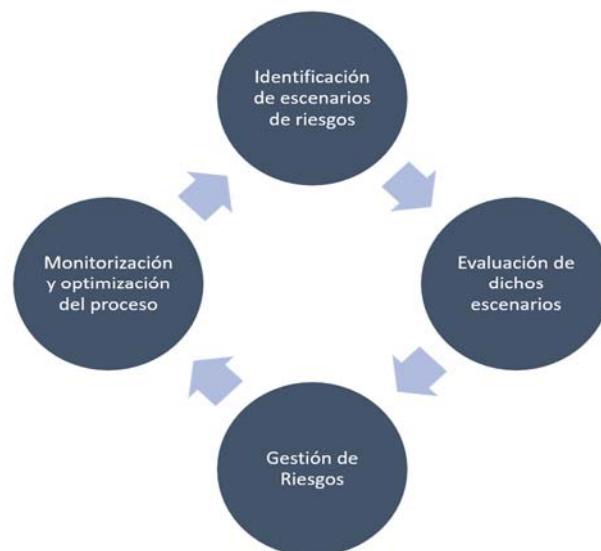 Identificación
de escenarios
de riesgos
Monitorización
y optimización
del proceso
Evaluación de
dichos
escenarios
Gestión de
Riesgos